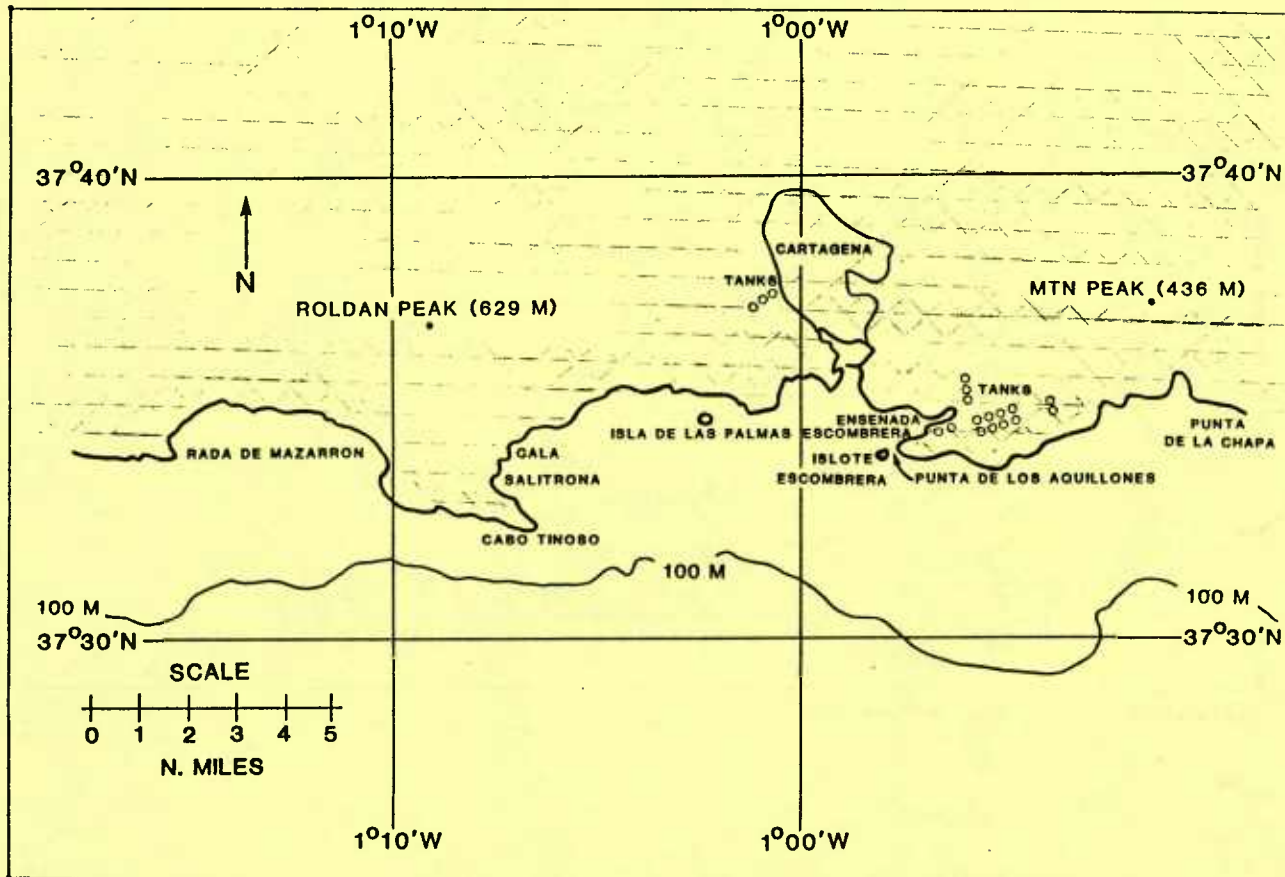 1°10'W
1°00'W
37°40'N
37°40'N
N
CARTAGENA
TANKS
ROLDAN PEAK (629 M)
MTN PEAK (436 M)
TANKS
ENSENADA
ISLA DE LAS PALMAS ESCOMBRERA
PUNTA
DE LA CHAPA
RADA DE MAZARRON
CALA
SALITRONA
ISLOTE
ESCOMBRERA
PUNTA DE LOS AQUILLONES
CABO TINOSO
100 M
100 M
100 M
37°30'N
37°30'N
SCALE
0 1 2 3 4 5
N. MILES
1°10'W
1°00'W